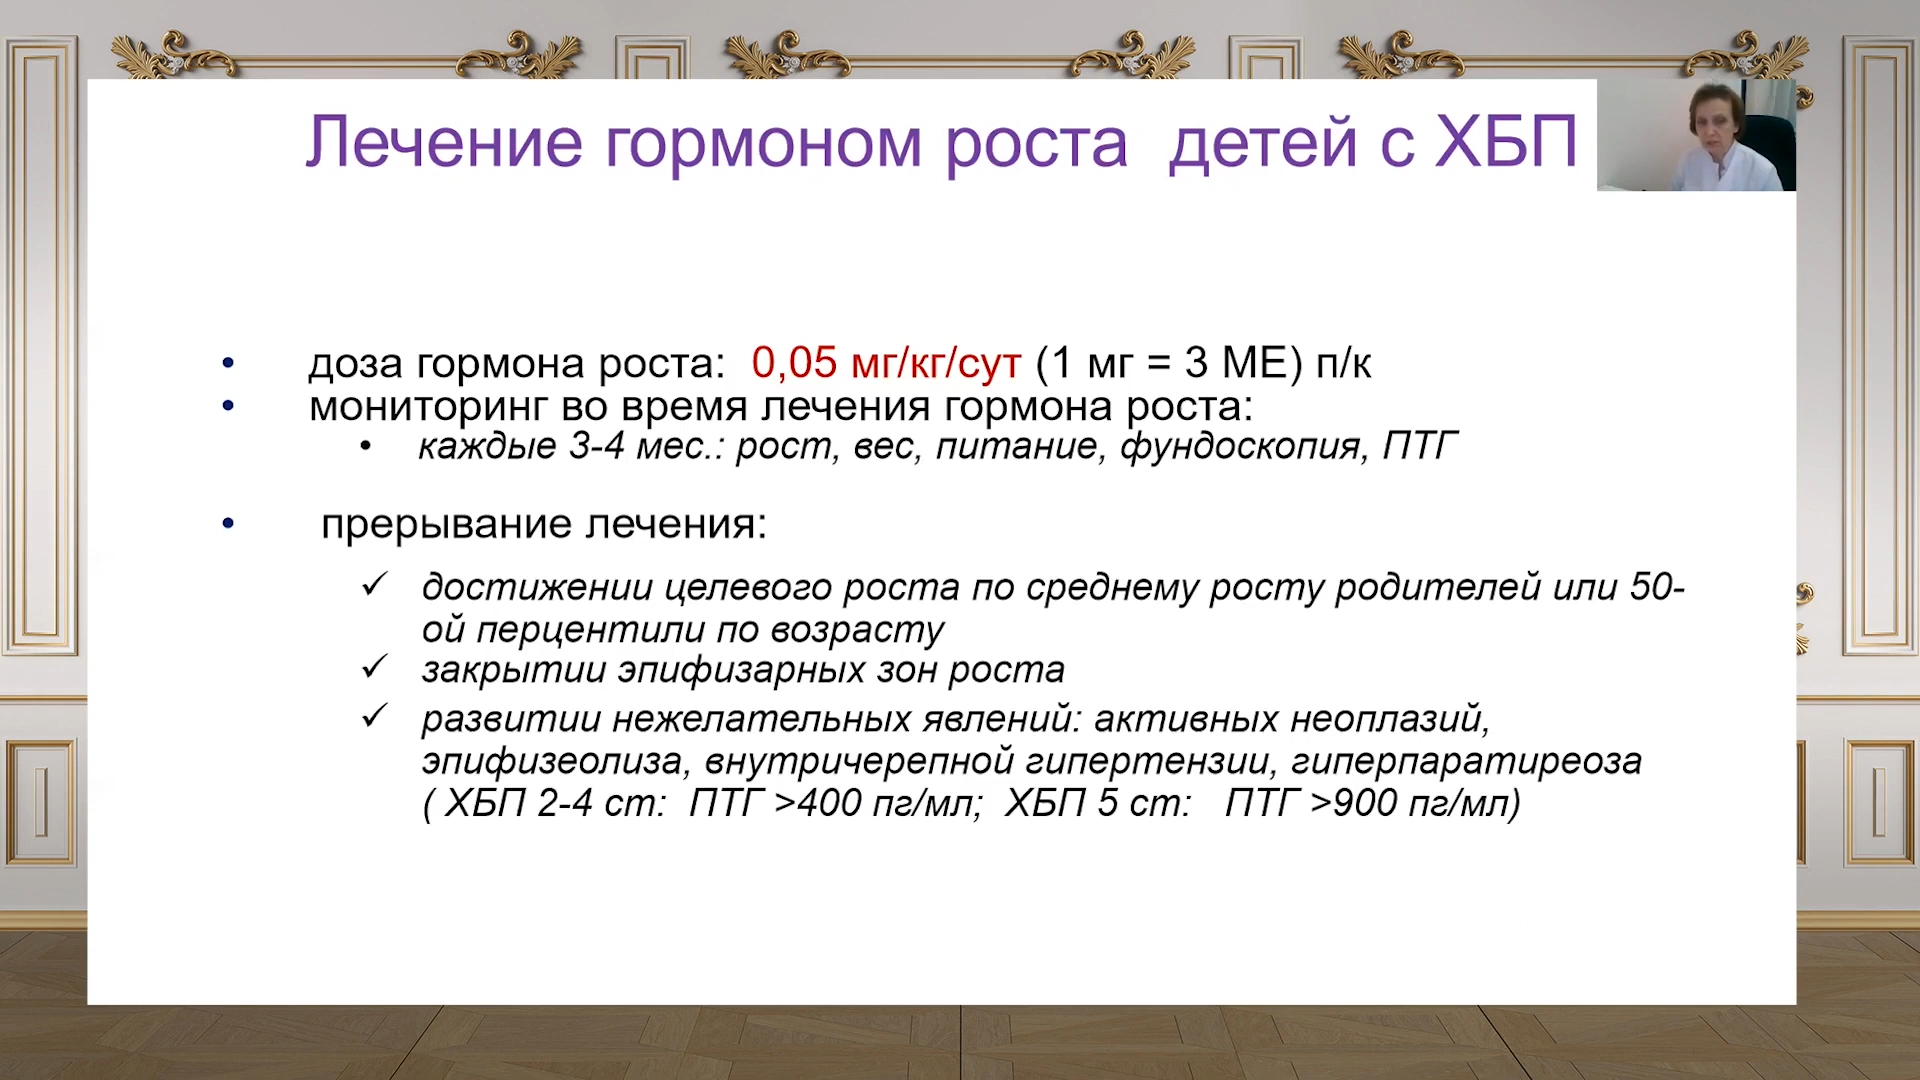 Лечение гормоном роста детей с ХБП
• доза гормона роста: 0,05 мг/кг/сут (1 мг = 3 МЕ) п/к
• мониторинг во время лечения гормона роста:
• каждые 3-4 мес.: рост, вес, питание, фундоскопия, ПТГ
• прерывание лечения:
✓ достижении целевого роста по среднему росту родителей или 50-
ой перцентили по возрасту
✓ закрытии эпифизарных зон роста
✓ развитии нежелательных явлений: активных неоплазий,
эпифизеолиза, внутричерепной гипертензии, гиперпаратиреоза
( ХБП 2-4 ст: ПТГ >400 пг/мл; ХБП 5 ст: ПТГ >900 пг/мл)